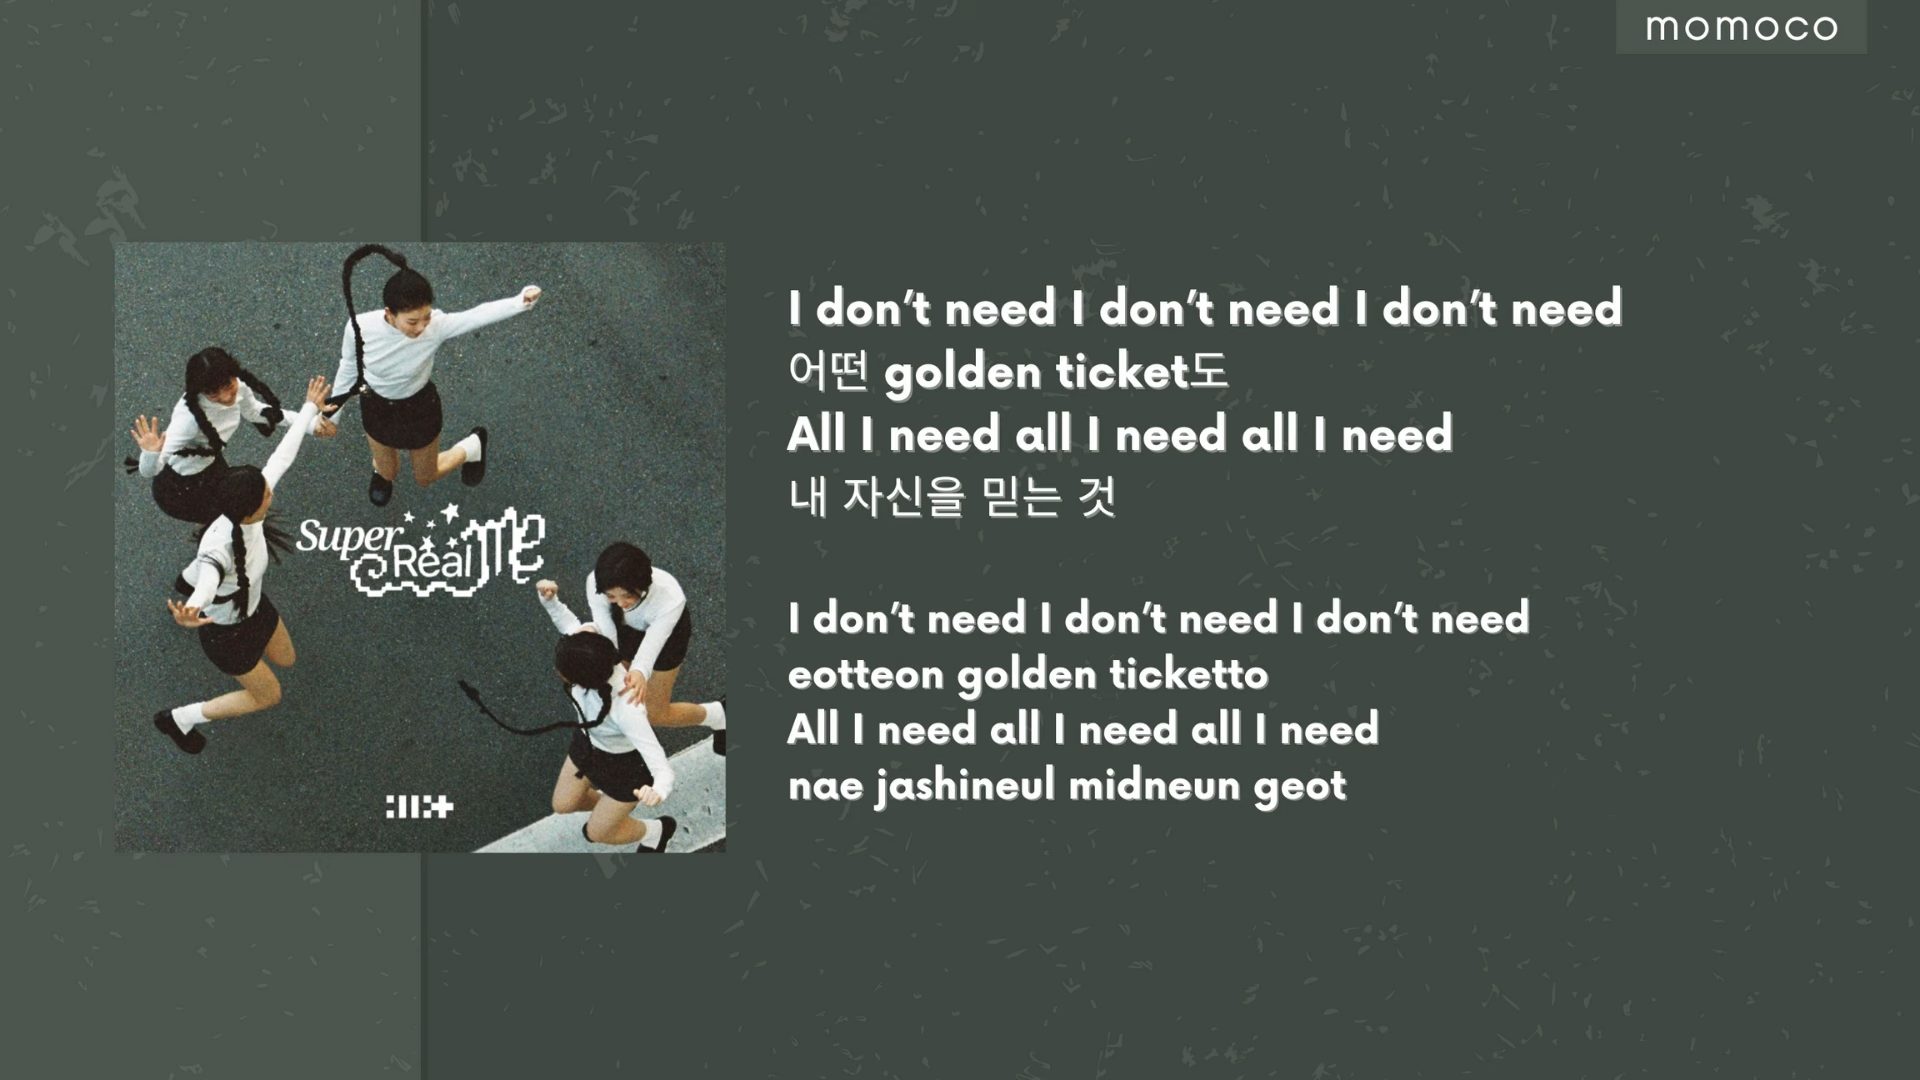 momoco
I don't need I don't need I don't need
어떤 golden ticket도
All I need all I need all I need
내 자신을 믿는 것
I don't need I don't need I don't need
eotteon golden ticketto
All I need all I need all I need
nae jashineul midneun geot
Super
Real Me